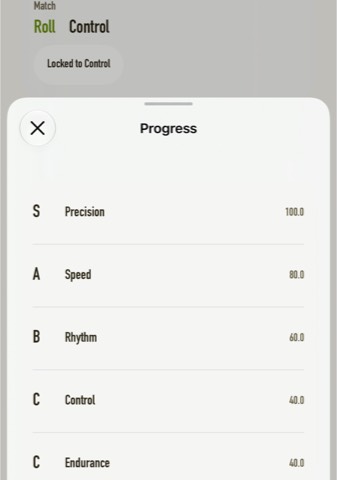 Match
Roll Control
Locked to Control
Progress
S Precision 100.0
A Speed 80.0
B Rhythm 60.0
C Control 40.0
C Endurance 40.0